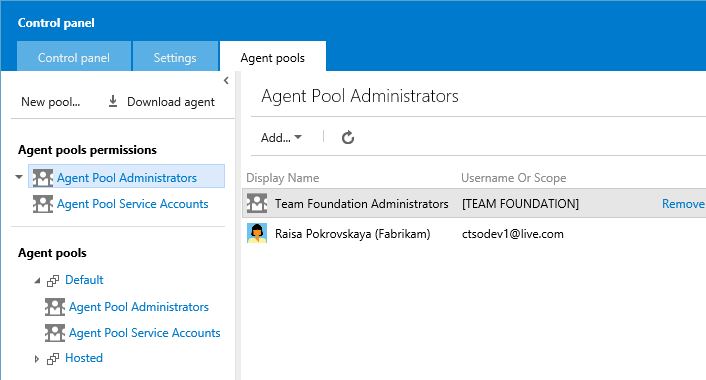 Control panel
Control panel Settings Agent pools
New pool... Download agent
Agent pools permissions
Agent Pool Administrators
Agent Pool Service Accounts
Agent pools
Default
Agent Pool Administrators
Agent Pool Service Accounts
Hosted
Agent Pool Administrators
Add...
Display Name Username Or Scope
Team Foundation Administrators [TEAM FOUNDATION] Remove
Raisa Pokrovskaya (Fabrikam) ctsodev1@live.com